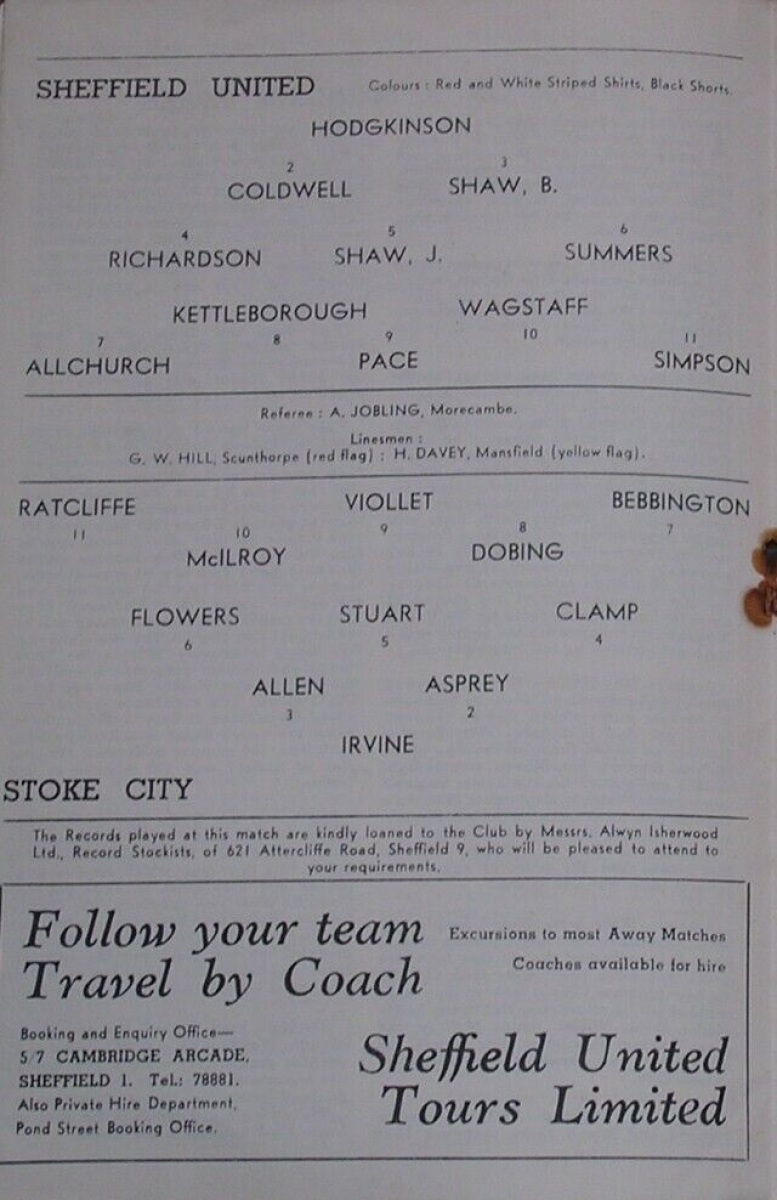 SHEFFIELD UNITED Colours : Red and White Striped Shirts, Black Shorts.
HODGKINSON
2 3
COLDWELL SHAW, B.
4 5 6
RICHARDSON SHAW, J. SUMMERS
KETTLEBOROUGH WAGSTAFF
7 8 9 10 11
ALLCHURCH PACE SIMPSON
Referee : A. JOBLING, Morecambe.
Linesmen :
G. W. HILL, Scunthorpe (red flag) : H. DAVEY, Mansfield (yellow flag).
RATCLIFFE VIOLLET BEBBINGTON
11 10 9 8 7
McILROY DOBING
FLOWERS STUART CLAMP
6 5 4
ALLEN ASPREY
3 2
IRVINE
STOKE CITY
The Records played at this match are kindly loaned to the Club by Messrs. Alwyn Isherwood
Ltd., Record Stockists, of 621 Attercliffe Road, Sheffield 9, who will be pleased to attend to
your requirements.
Follow your team Excursions to most Away Matches
Travel by Coach Coaches available for hire
Booking and Enquiry Office—
5/7 CAMBRIDGE ARCADE,
SHEFFIELD 1. Tel.: 78881.
Also Private Hire Department,
Pond Street Booking Office.
Sheffield United
Tours Limited